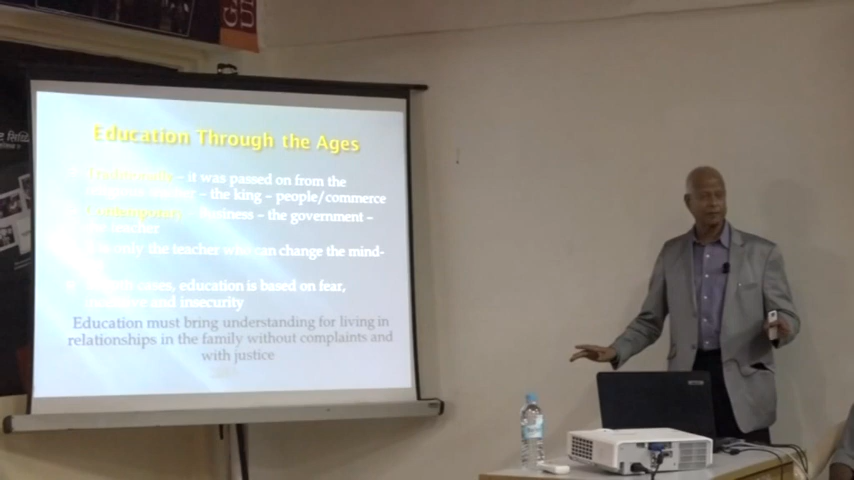 Education Through the Ages
Traditionally – it was passed on from the
– the king – people/commerce
Contemporary – business – the government –
the teacher
only the teacher who can change the mind-
education is based on fear,
and insecurity
Education must bring understanding for living in
relationships in the family without complaints and
with justice